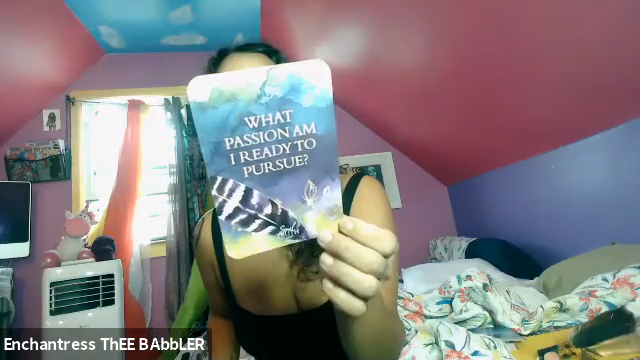 WHAT
PASSION AM
I READY TO
PURSUE?
Enchantress ThEE BAbbLER